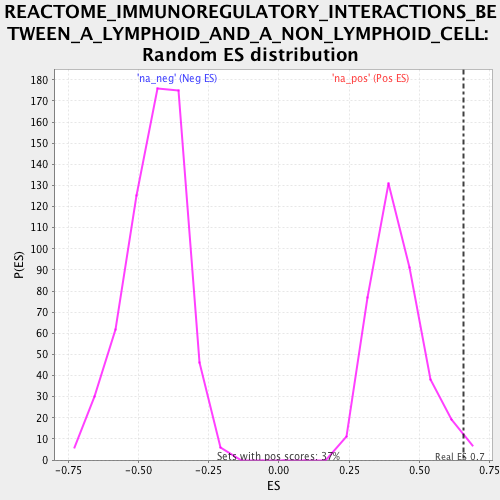 REACTOME_IMMUNOREGULATORY_INTERACTIONS_BE
TWEEN_A_LYMPHOID_AND_A_NON_LYMPHOID_CELL:
Random ES distribution
'na_neg' (Neg ES)
'na_pos' (Pos ES)
180
170
160
150
140
130
120
110
100
90
80
70
60
50
40
30
20
10
0
P(ES)
Sets with pos scores: 37%
Real ES 0.7
-0.75
-0.50
-0.25
0.00
0.25
0.50
0.75
ES